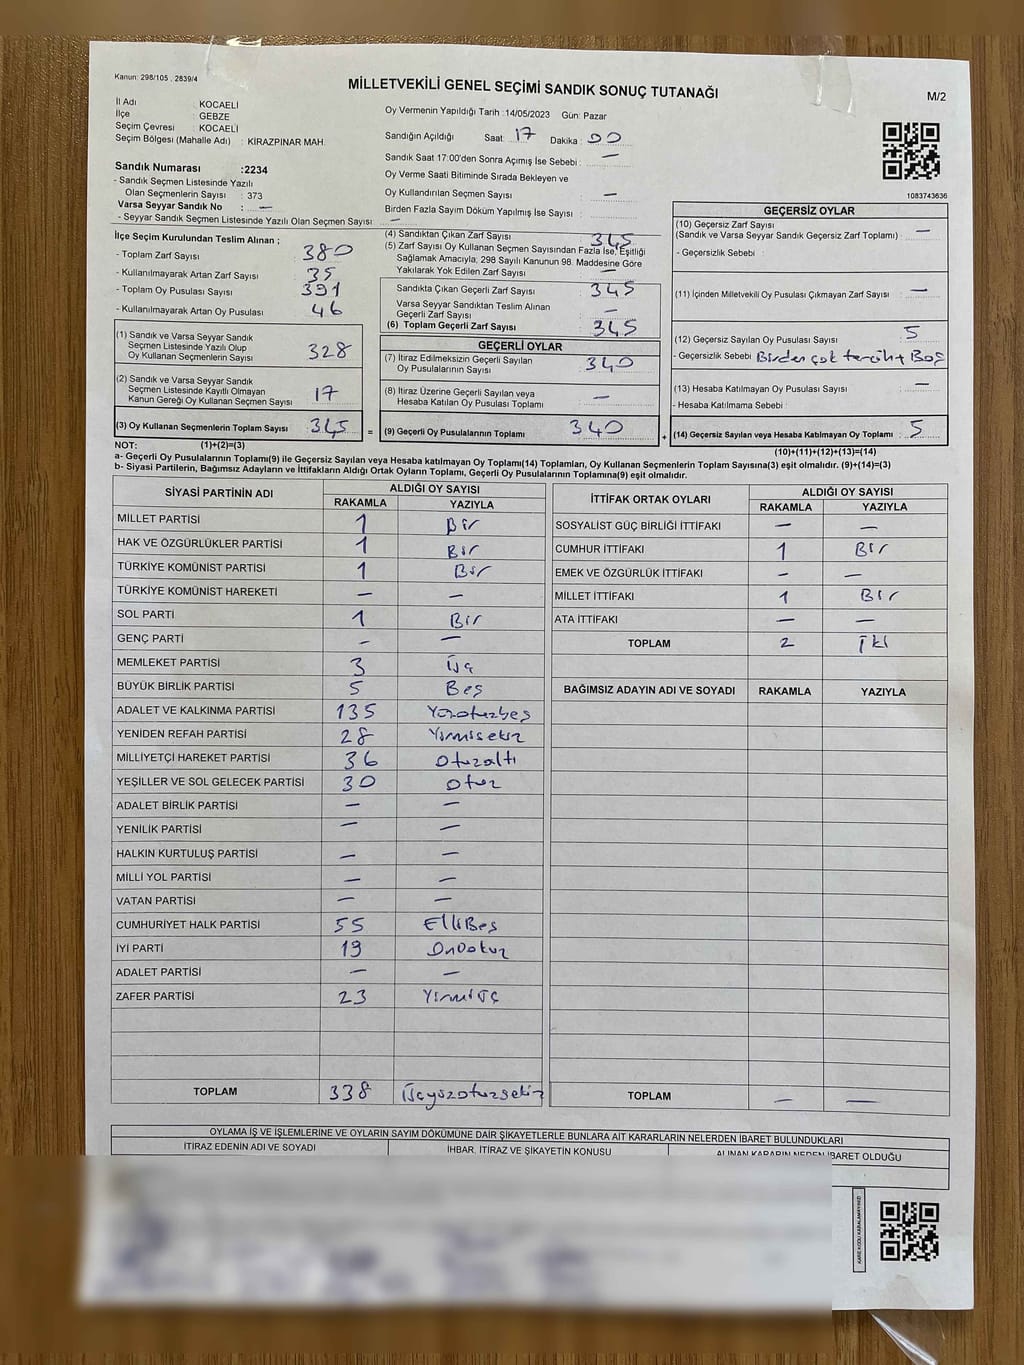 Kanun: 298/105 , 2839/4
MİLLETVEKİLİ GENEL SEÇİMİ SANDIK SONUÇ TUTANAĞI
M/2
İl Adı : KOCAELİ
İlçe : GEBZE
Seçim Çevresi : KOCAELİ
Seçim Bölgesi (Mahalle Adı) : KİRAZPINAR MAH.
Oy Vermenin Yapıldığı Tarih :14/05/2023 Gün: Pazar
Sandığın Açıldığı Saat: 17 Dakika: 00
Sandık Saat 17:00'den Sonra Açımış İse Sebebi : —
Oy Verme Saati Bitiminde Sırada Bekleyen ve
Oy Kullandırılan Seçmen Sayısı : —
Birden Fazla Sayım Döküm Yapılmış İse Sayısı :
1083743636
Sandık Numarası :2234
- Sandık Seçmen Listesinde Yazılı
Olan Seçmenlerin Sayısı : 373
Varsa Seyyar Sandık No : —
- Seyyar Sandık Seçmen Listesinde Yazılı Olan Seçmen Sayısı: —
İlçe Seçim Kurulundan Teslim Alınan ;
- Toplam Zarf Sayısı : 380
- Kullanılmayarak Artan Zarf Sayısı : 35
- Toplam Oy Pusulası Sayısı : 391
- Kullanılmayarak Artan Oy Pusulası : 46
(1) Sandık ve Varsa Seyyar Sandık
Seçmen Listesinde Yazılı Olup
Oy Kullanan Seçmenlerin Sayısı : 328
(2) Sandık ve Varsa Seyyar Sandık
Seçmen Listesinde Kayıtlı Olmayan
Kanun Gereği Oy Kullanan Seçmen Sayısı : 17
(3) Oy Kullanan Seçmenlerin Toplam Sayısı : 345
(4) Sandıktan Çıkan Zarf Sayısı : 345
(5) Zarf Sayısı Oy Kullanan Seçmen Sayısından Fazla İse, Eşitliği
Sağlamak Amacıyla; 298 Sayılı Kanunun 98. Maddesine Göre
Yakılarak Yok Edilen Zarf Sayısı : —
Sandıkta Çıkan Geçerli Zarf Sayısı : 345
Varsa Seyyar Sandıktan Teslim Alınan
Geçerli Zarf Sayısı : —
(6) Toplam Geçerli Zarf Sayısı : 345
GEÇERLİ OYLAR
(7) İtiraz Edilmeksizin Geçerli Sayılan
Oy Pusulalarının Sayısı : 340
(8) İtiraz Üzerine Geçerli Sayılan veya
Hesaba Katılan Oy Pusulası Toplamı : —
= (9) Geçerli Oy Pusulalarının Toplamı : 340
GEÇERSİZ OYLAR
(10) Geçersiz Zarf Sayısı
(Sandık ve Varsa Seyyar Sandık Geçersiz Zarf Toplamı) : —
- Geçersizlik Sebebi :
(11) İçinden Milletvekili Oy Pusulası Çıkmayan Zarf Sayısı : —
(12) Geçersiz Sayılan Oy Pusulası Sayısı : 5
- Geçersizlik Sebebi : Birden çok tercih+ Boş
(13) Hesaba Katılmayan Oy Pusulası Sayısı : —
- Hesaba Katılmama Sebebi :
+ (14) Geçersiz Sayılan veya Hesaba Katılmayan Oy Toplamı : 5
NOT: (1)+(2)=(3)
(10)+(11)+(12)+(13)=(14)
a- Geçerli Oy Pusulalarının Toplamı(9) ile Geçersiz Sayılan veya Hesaba katılmayan Oy Toplamı(14) Toplamları, Oy Kullanan Seçmenlerin Toplam Sayısına(3) eşit olmalıdır. (9)+(14)=(3)
b- Siyasi Partilerin, Bağımsız Adayların ve İttifakların Aldığı Ortak Oyların Toplamı, Geçerli Oy Pusulalarının Toplamına(9) eşit olmalıdır.
SİYASİ PARTİNİN ADI ALDIĞI OY SAYISI
RAKAMLA YAZIYLA
MİLLET PARTİSİ 1 Bir
HAK VE ÖZGÜRLÜKLER PARTİSİ 1 Bir
TÜRKİYE KOMÜNİST PARTİSİ 1 Bir
TÜRKİYE KOMÜNİST HAREKETİ — —
SOL PARTİ 1 Bir
GENÇ PARTİ — —
MEMLEKET PARTİSİ 3 Üç
BÜYÜK BİRLİK PARTİSİ 5 Beş
ADALET VE KALKINMA PARTİSİ 135 Yüzotuzbeş
YENİDEN REFAH PARTİSİ 28 Yirmisekiz
MİLLİYETÇİ HAREKET PARTİSİ 36 Otuzaltı
YEŞİLLER VE SOL GELECEK PARTİSİ 30 Otuz
ADALET BİRLİK PARTİSİ — —
YENİLİK PARTİSİ — —
HALKIN KURTULUŞ PARTİSİ — —
MİLLİ YOL PARTİSİ — —
VATAN PARTİSİ — —
CUMHURİYET HALK PARTİSİ 55 ElliBeş
İYİ PARTİ 19 OnDokuz
ADALET PARTİSİ — —
ZAFER PARTİSİ 23 Yirmiüç
TOPLAM 338 Üçyüzotuzsekiz
İTTİFAK ORTAK OYLARI ALDIĞI OY SAYISI
RAKAMLA YAZIYLA
SOSYALİST GÜÇ BİRLİĞİ İTTİFAKI — —
CUMHUR İTTİFAKI 1 Bir
EMEK VE ÖZGÜRLÜK İTTİFAKI — —
MİLLET İTTİFAKI 1 Bir
ATA İTTİFAKI — —
TOPLAM 2 İki
BAĞIMSIZ ADAYIN ADI VE SOYADI RAKAMLA YAZIYLA
TOPLAM — —
OYLAMA İŞ VE İŞLEMLERİNE VE OYLARIN SAYIM DÖKÜMÜNE DAİR ŞİKAYETLERLE BUNLARA AİT KARARLARIN NELERDEN İBARET BULUNDUKLARI
İTİRAZ EDENİN ADI VE SOYADI İHBAR, İTİRAZ VE ŞİKAYETİN KONUSU ALINAN KARARIN NEDEN İBARET OLDUĞU